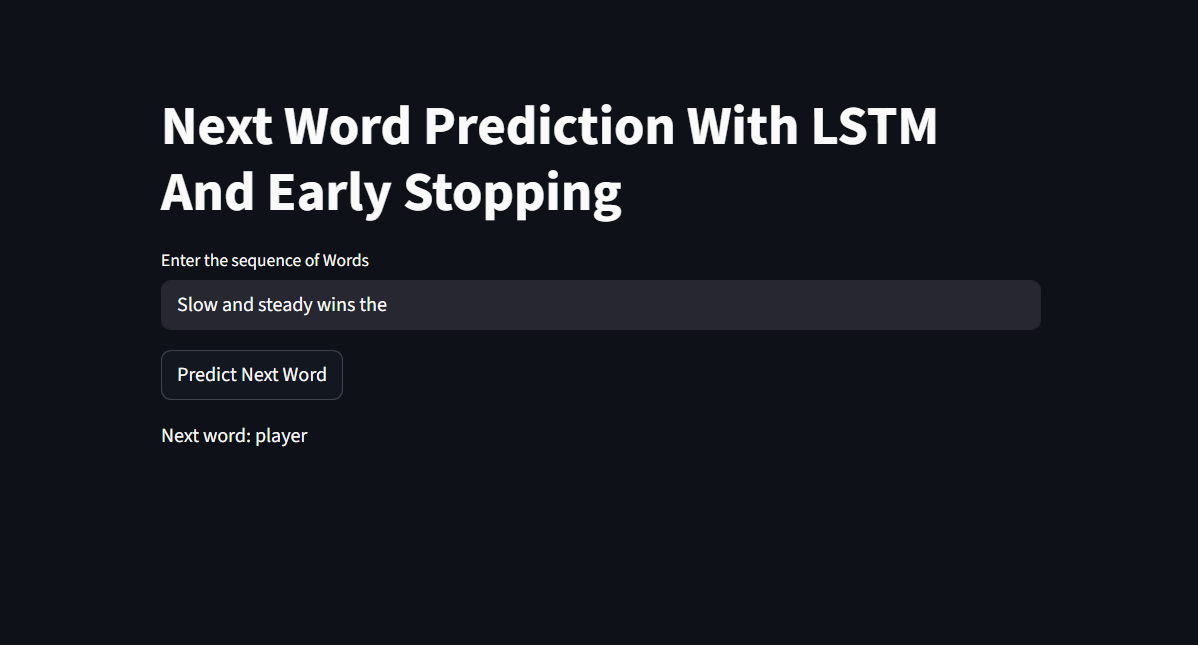 Next Word Prediction With LSTM
And Early Stopping
Enter the sequence of Words
Slow and steady wins the
Predict Next Word
Next word: player